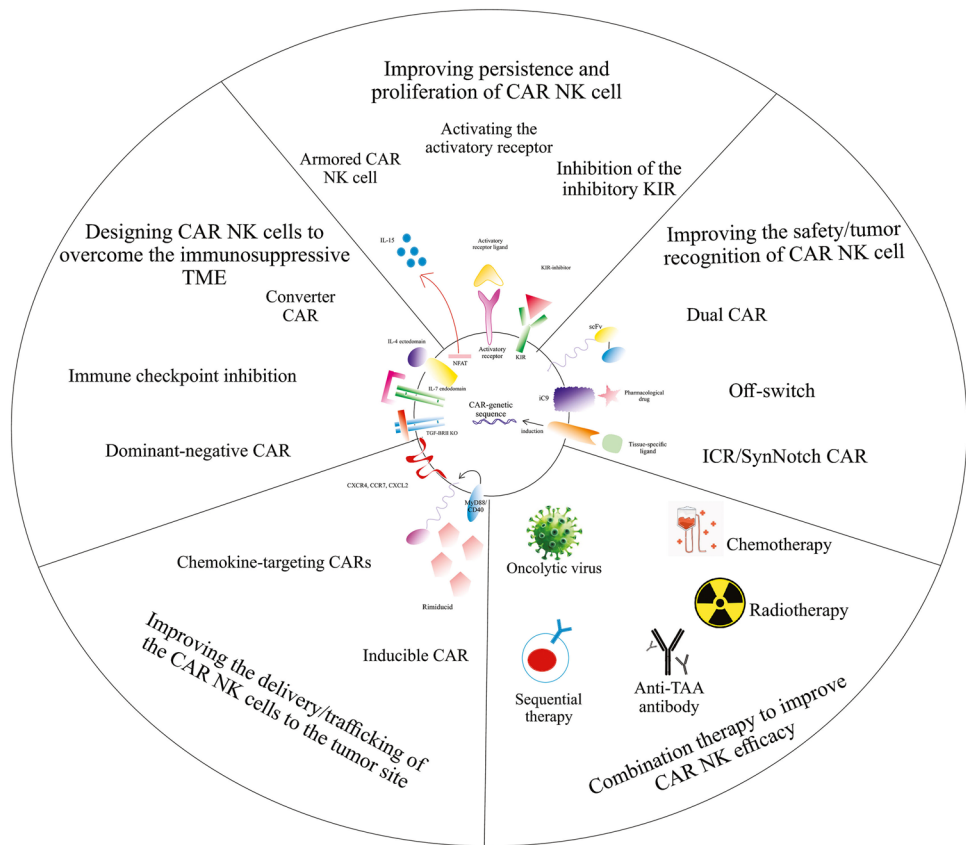 Improving persistence and
proliferation of CAR NK cell
Activating the
activatory receptor
Armored CAR
NK cell
Inhibition of the
inhibitory KIR
IL-15
Activatory
receptor ligand
KIR-inhibitor
NFAT
Activatory
receptor
KIR
Designing CAR NK cells to
overcome the immunosuppressive
TME
Converter
CAR
Immune checkpoint inhibition
Dominant-negative CAR
IL-4 ectodomain
IL-7 endodomain
TGF-BRII KO
CAR-genetic
sequence
Improving the safety/tumor
recognition of CAR NK cell
Dual CAR
Off-switch
ICR/SynNotch CAR
scFv
iC9
Pharmacological
drug
induction
Tissue-specific
ligand
CXCR4, CCR7, CXCL2
MyD88/
CD40
Chemokine-targeting CARs
Rimiducid
Inducible CAR
Improving the delivery/trafficking of
the CAR NK cells to the tumor site
Oncolytic virus
Chemotherapy
Radiotherapy
Sequential
therapy
Anti-TAA
antibody
Combination therapy to improve
CAR NK efficacy